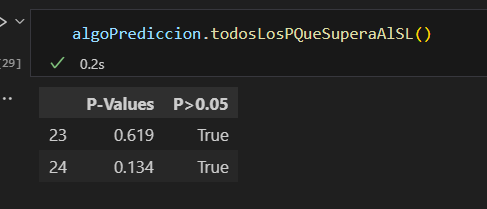 algoPrediccion.todosLosPQueSuperaAlSL()
[29]
0.2s
...
P-Values P>0.05
23 0.619 True
24 0.134 True